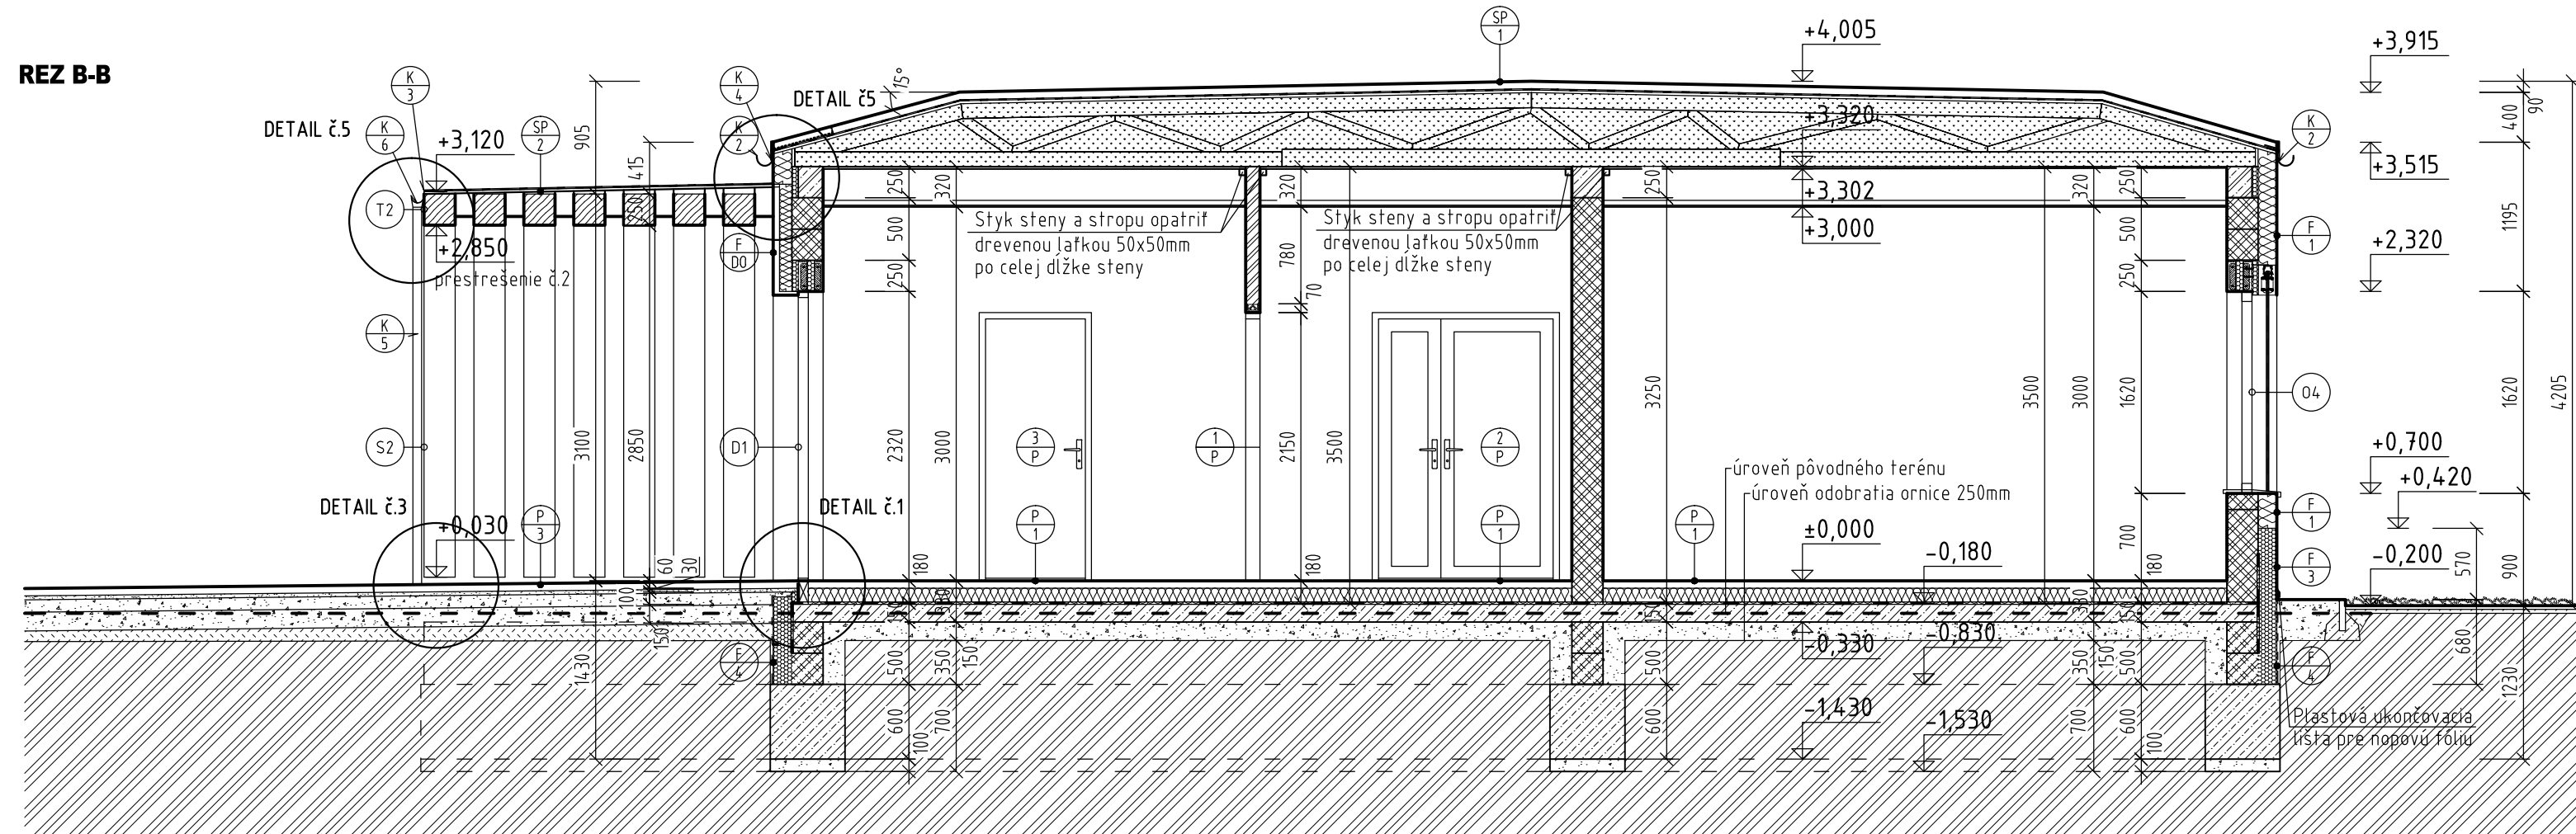 REZ B-B
SP
1
+4,005
+3,915
K
3
K
4
15°
DETAIL č5
400
90
DETAIL č.5
K
6
+3,120
SP
2
905
415
K
2
+3,320
K
2
+3,515
T2
250
250
320
320
250
+3,302
320
250
Styk steny a stropu opatriť
drevenou laťkou 50x50mm
po celej dĺžke steny
Styk steny a stropu opatriť
drevenou laťkou 50x50mm
po celej dĺžke steny
+3,000
500
500
1195
F
1
+2,320
+2,850
prestrešenie č.2
F
D0
250
780
70
250
K
5
3100
2850
2320
3000
2150
3500
3250
3500
3000
1620
O4
1620
4205
S2
D1
3
P
1
P
2
P
úroveň pôvodného terénu
úroveň odobratia ornice 250mm
+0,700
+0,420
DETAIL č.3
DETAIL č.1
+0,030
P
3
P
1
P
1
P
1
±0,000
-0,180
700
F
1
-0,200
F
3
60
30
180
180
180
570
900
100
150
150
330
150
330
150
-0,330
-0,830
1430
F
4
500
350
150
500
350
150
500
F
4
680
1230
600
700
100
600
-1,430
-1,530
700
600
100
Plastová ukončovacia
lišta pre nopovú fóliu